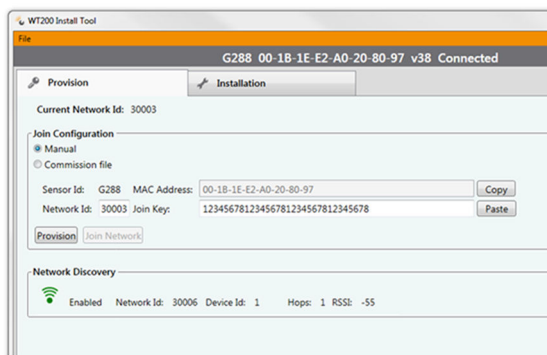 WT200 Install Tool
File
G288 00-1B-1E-E2-A0-20-80-97 v38 Connected
Provision Installation
Current Network Id: 30003
Join Configuration
Manual
Commission file
Sensor Id: G288 MAC Address: 00-1B-1E-E2-A0-20-80-97 Copy
Network Id: 30003 Join Key: 12345678123456781234567812345678 Paste
Provision Join Network
Network Discovery
Enabled Network Id: 30006 Device Id: 1 Hops: 1 RSSI: -55